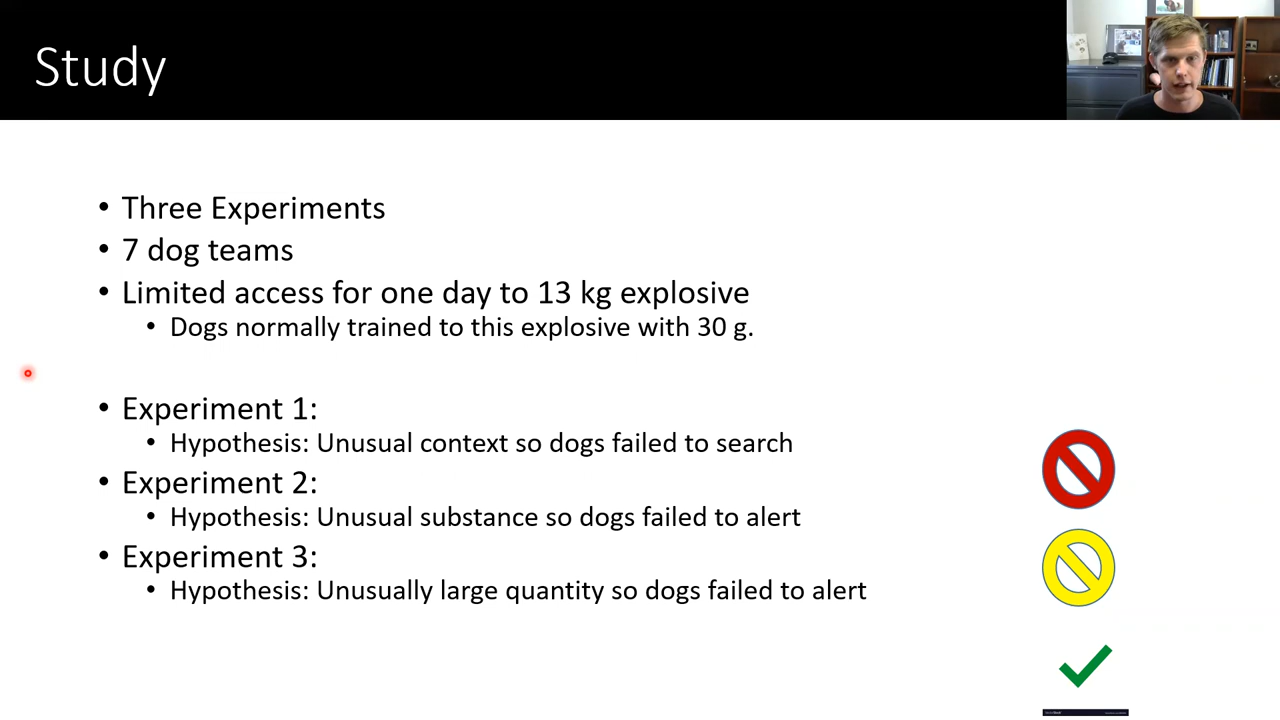 Study
• Three Experiments
• 7 dog teams
• Limited access for one day to 13 kg explosive
• Dogs normally trained to this explosive with 30 g.
• Experiment 1:
• Hypothesis: Unusual context so dogs failed to search
• Experiment 2:
• Hypothesis: Unusual substance so dogs failed to alert
• Experiment 3:
• Hypothesis: Unusually large quantity so dogs failed to alert